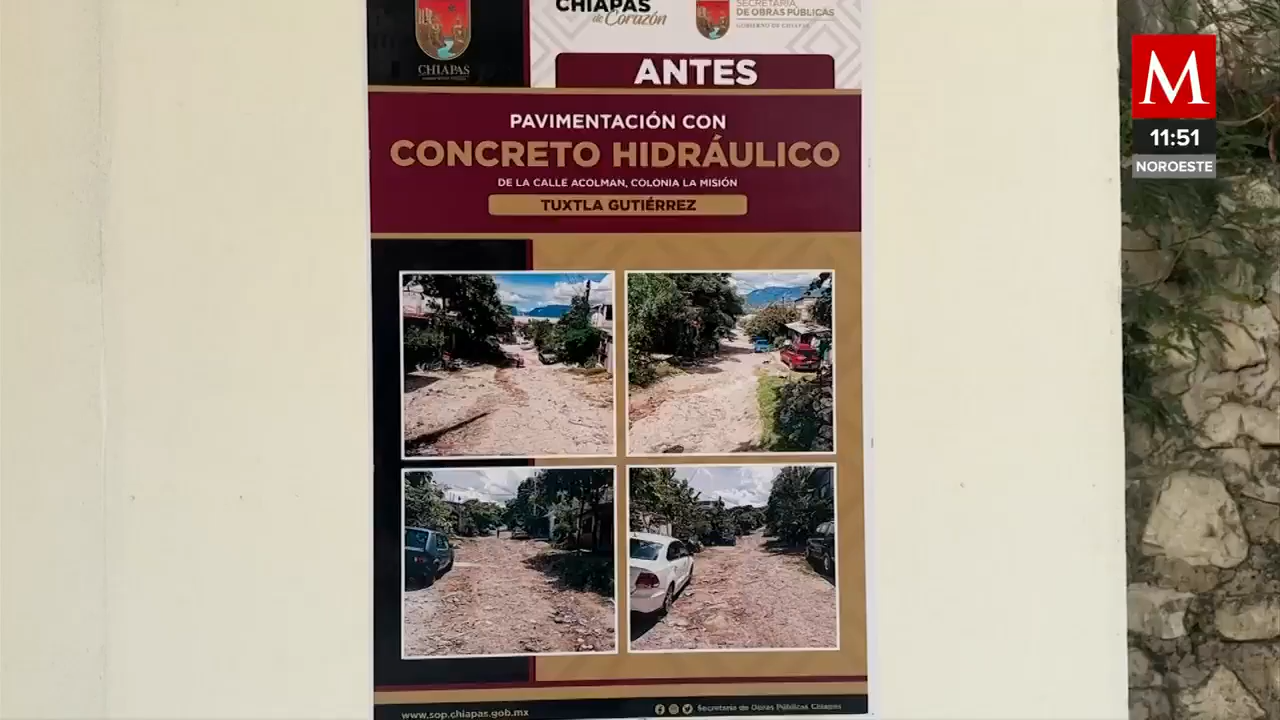 CHIAPAS
de Corazón
SECRETARÍA
DE OBRAS PÚBLICAS
GOBIERNO DE CHIAPAS
CHIAPAS
ANTES
PAVIMENTACIÓN CON
CONCRETO HIDRÁULICO
DE LA CALLE ACOLMAN, COLONIA LA MISIÓN
TUXTLA GUTIÉRREZ
www.sop.chiapas.gob.mx
Secretaría de Obras Públicas Chiapas
M
11:51
NOROESTE